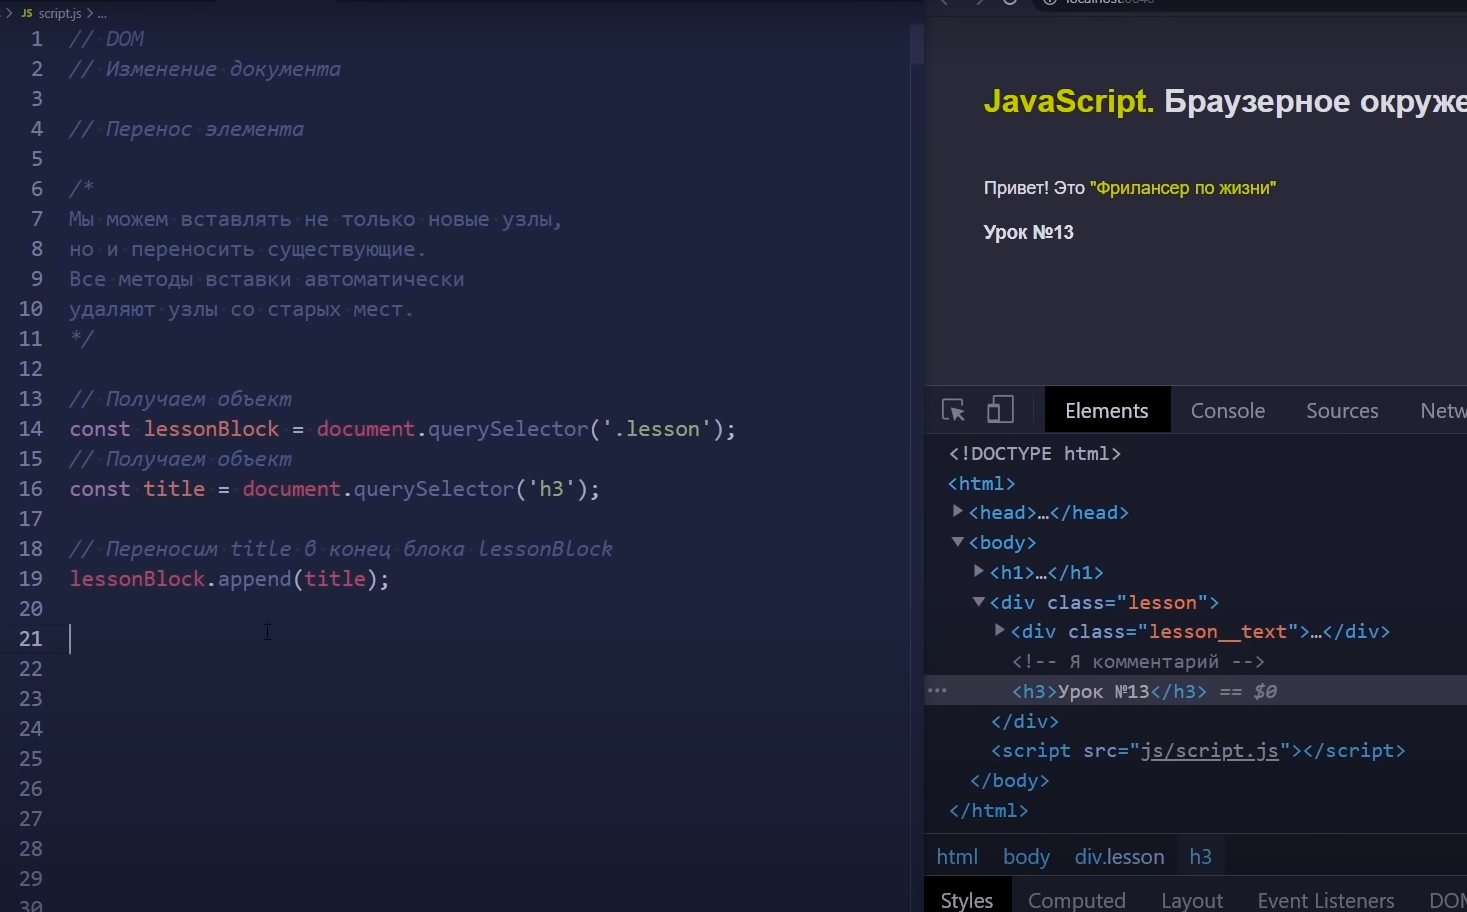 JS script.js > ...
1 // DOM
2 // Изменение документа
3
4 // Перенос элемента
5
6 /*
7 Мы можем вставлять не только новые узлы,
8 но и переносить существующие.
9 Все методы вставки автоматически
10 удаляют узлы со старых мест.
11 */
12
13 // Получаем объект
14 const lessonBlock = document.querySelector('.lesson');
15 // Получаем объект
16 const title = document.querySelector('h3');
17
18 // Переносим title в конец блока lessonBlock
19 lessonBlock.append(title);
20
21
22
23
24
25
26
27
28
29
30
JavaScript. Браузерное окруже
Привет! Это "Фрилансер по жизни"
Урок №13
Elements Console Sources Netw
<!DOCTYPE html>
<html>
<head>…</head>
<body>
<h1>…</h1>
<div class="lesson">
<div class="lesson__text">…</div>
<!-- Я комментарий -->
<h3>Урок №13</h3> == $0
</div>
<script src="js/script.js"></script>
</body>
</html>
html body div.lesson h3
Styles Computed Layout Event Listeners DOM